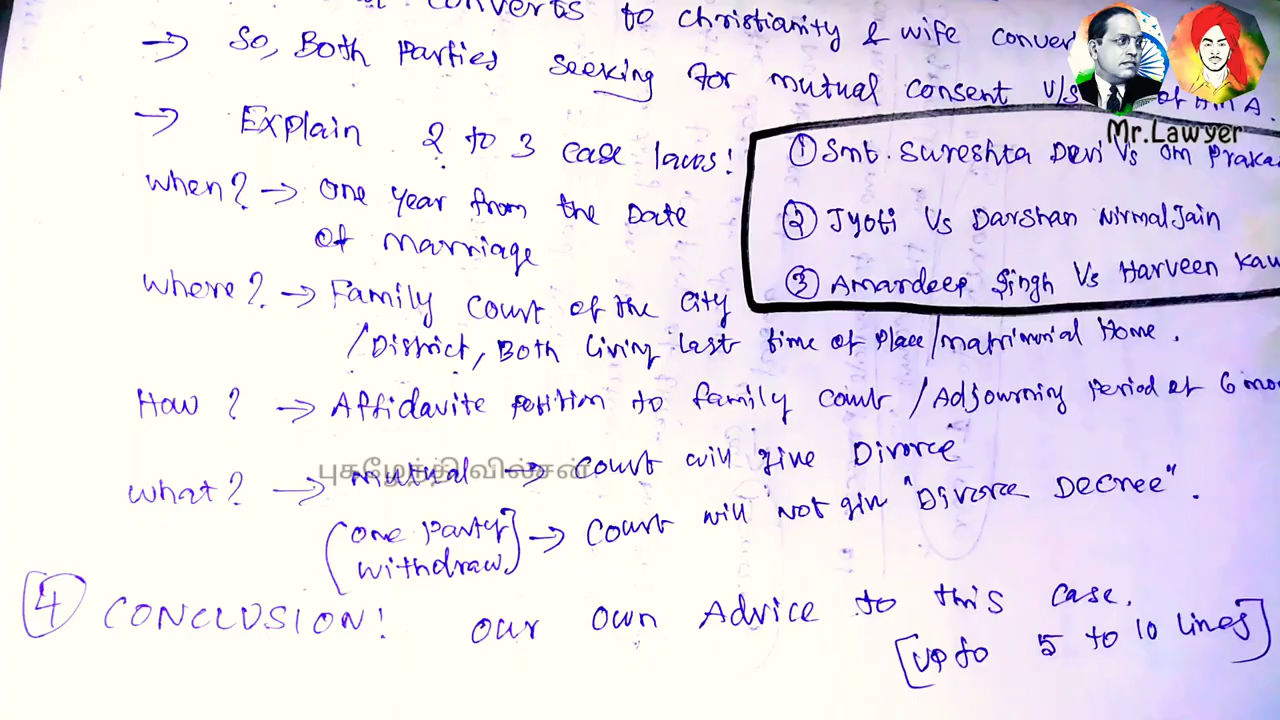 converts to christianity & wife conver
→ So, Both Parties seeking for mutual consent U/s of HMA.
Mr.Lawyer
→ Explain 2 to 3 case laws!
① Smt. Sureshta Devi Vs Om Praka
When? → One Year from the Date
of marriage
② Jyoti Vs Darshan Nirmal Jain
③ Amardeep Singh Vs Harveen Kau
Where? → Family Court of the City
/District, Both living last time of Place/matrimonial Home.
How? → Affidavite petition to family court /Adjourning Period of 6 mo
What? → mutual → Court will give Divorce
புகழேந்தி வில்சன்
[One Party withdraw] → Court will not give "Divorce Decree".
④ CONCLUSION! Our Own Advice to this case.
[Up to 5 to 10 lines]